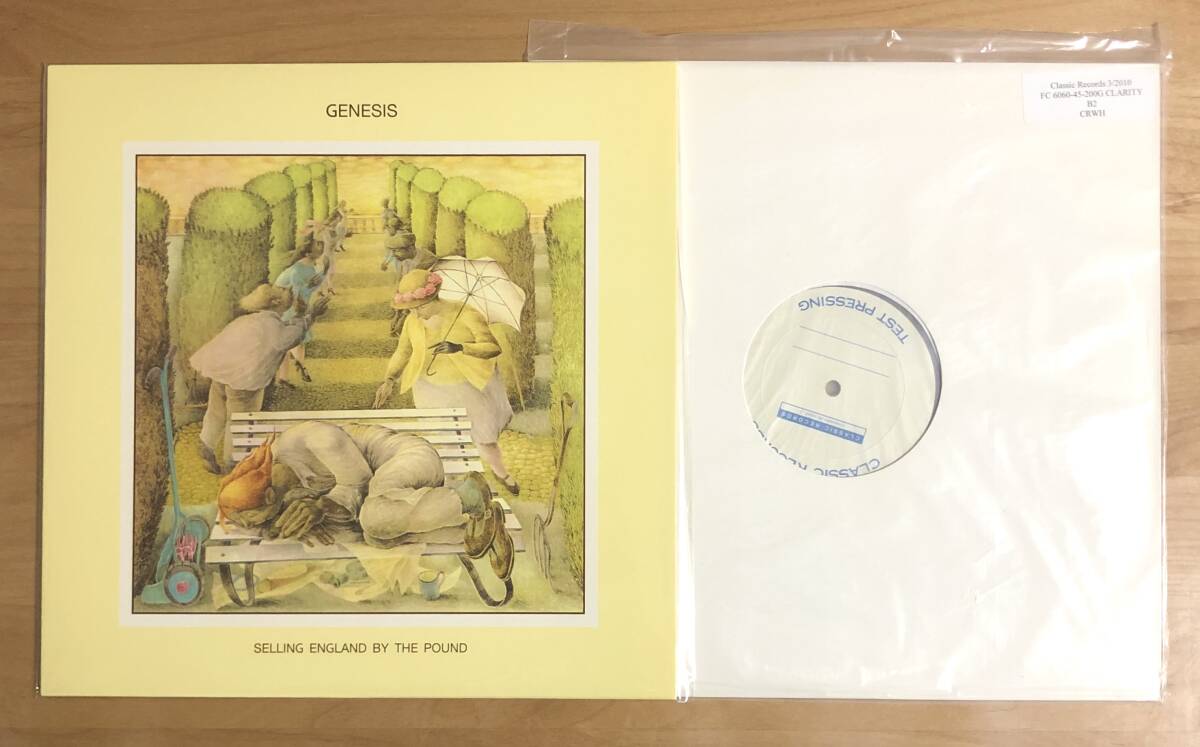 GENESIS
SELLING ENGLAND BY THE POUND
Classic Records 3/2010
FC 6060-45-200G CLARITY
B2
CRWH
TEST PRESSING
CLASSIC RECORDS
CLASSIC